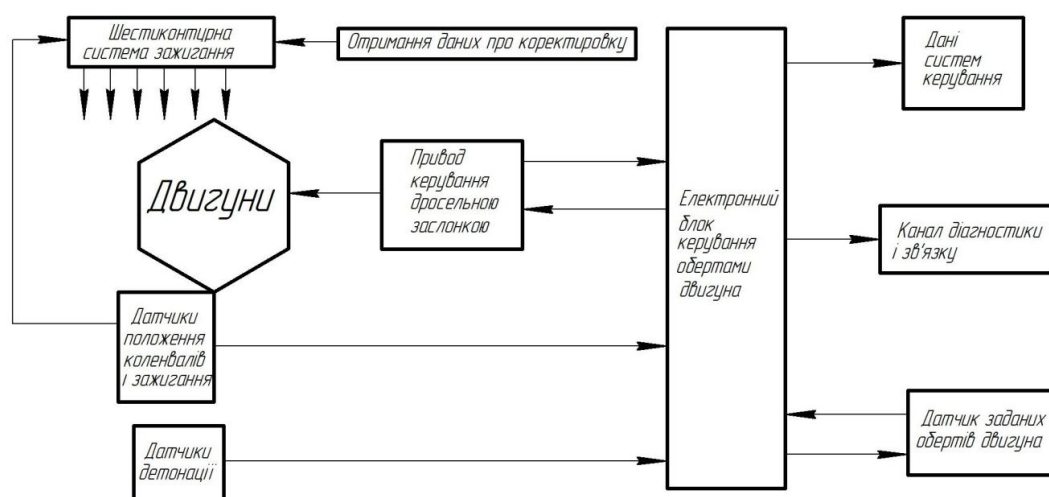 Шестиконтурна
система зажигання
Отримання даних про коректировку
Дані
систем
керування
Двигуни
Привод
керування
дросельною
заслонкою
Електронний
блок
керування
обертами
двигуна
Канал діагностики
і зв'язку
Датчики
положення
коленвалів
і зажигання
Датчик заданих
обертів двигуна
Датчики
детонації